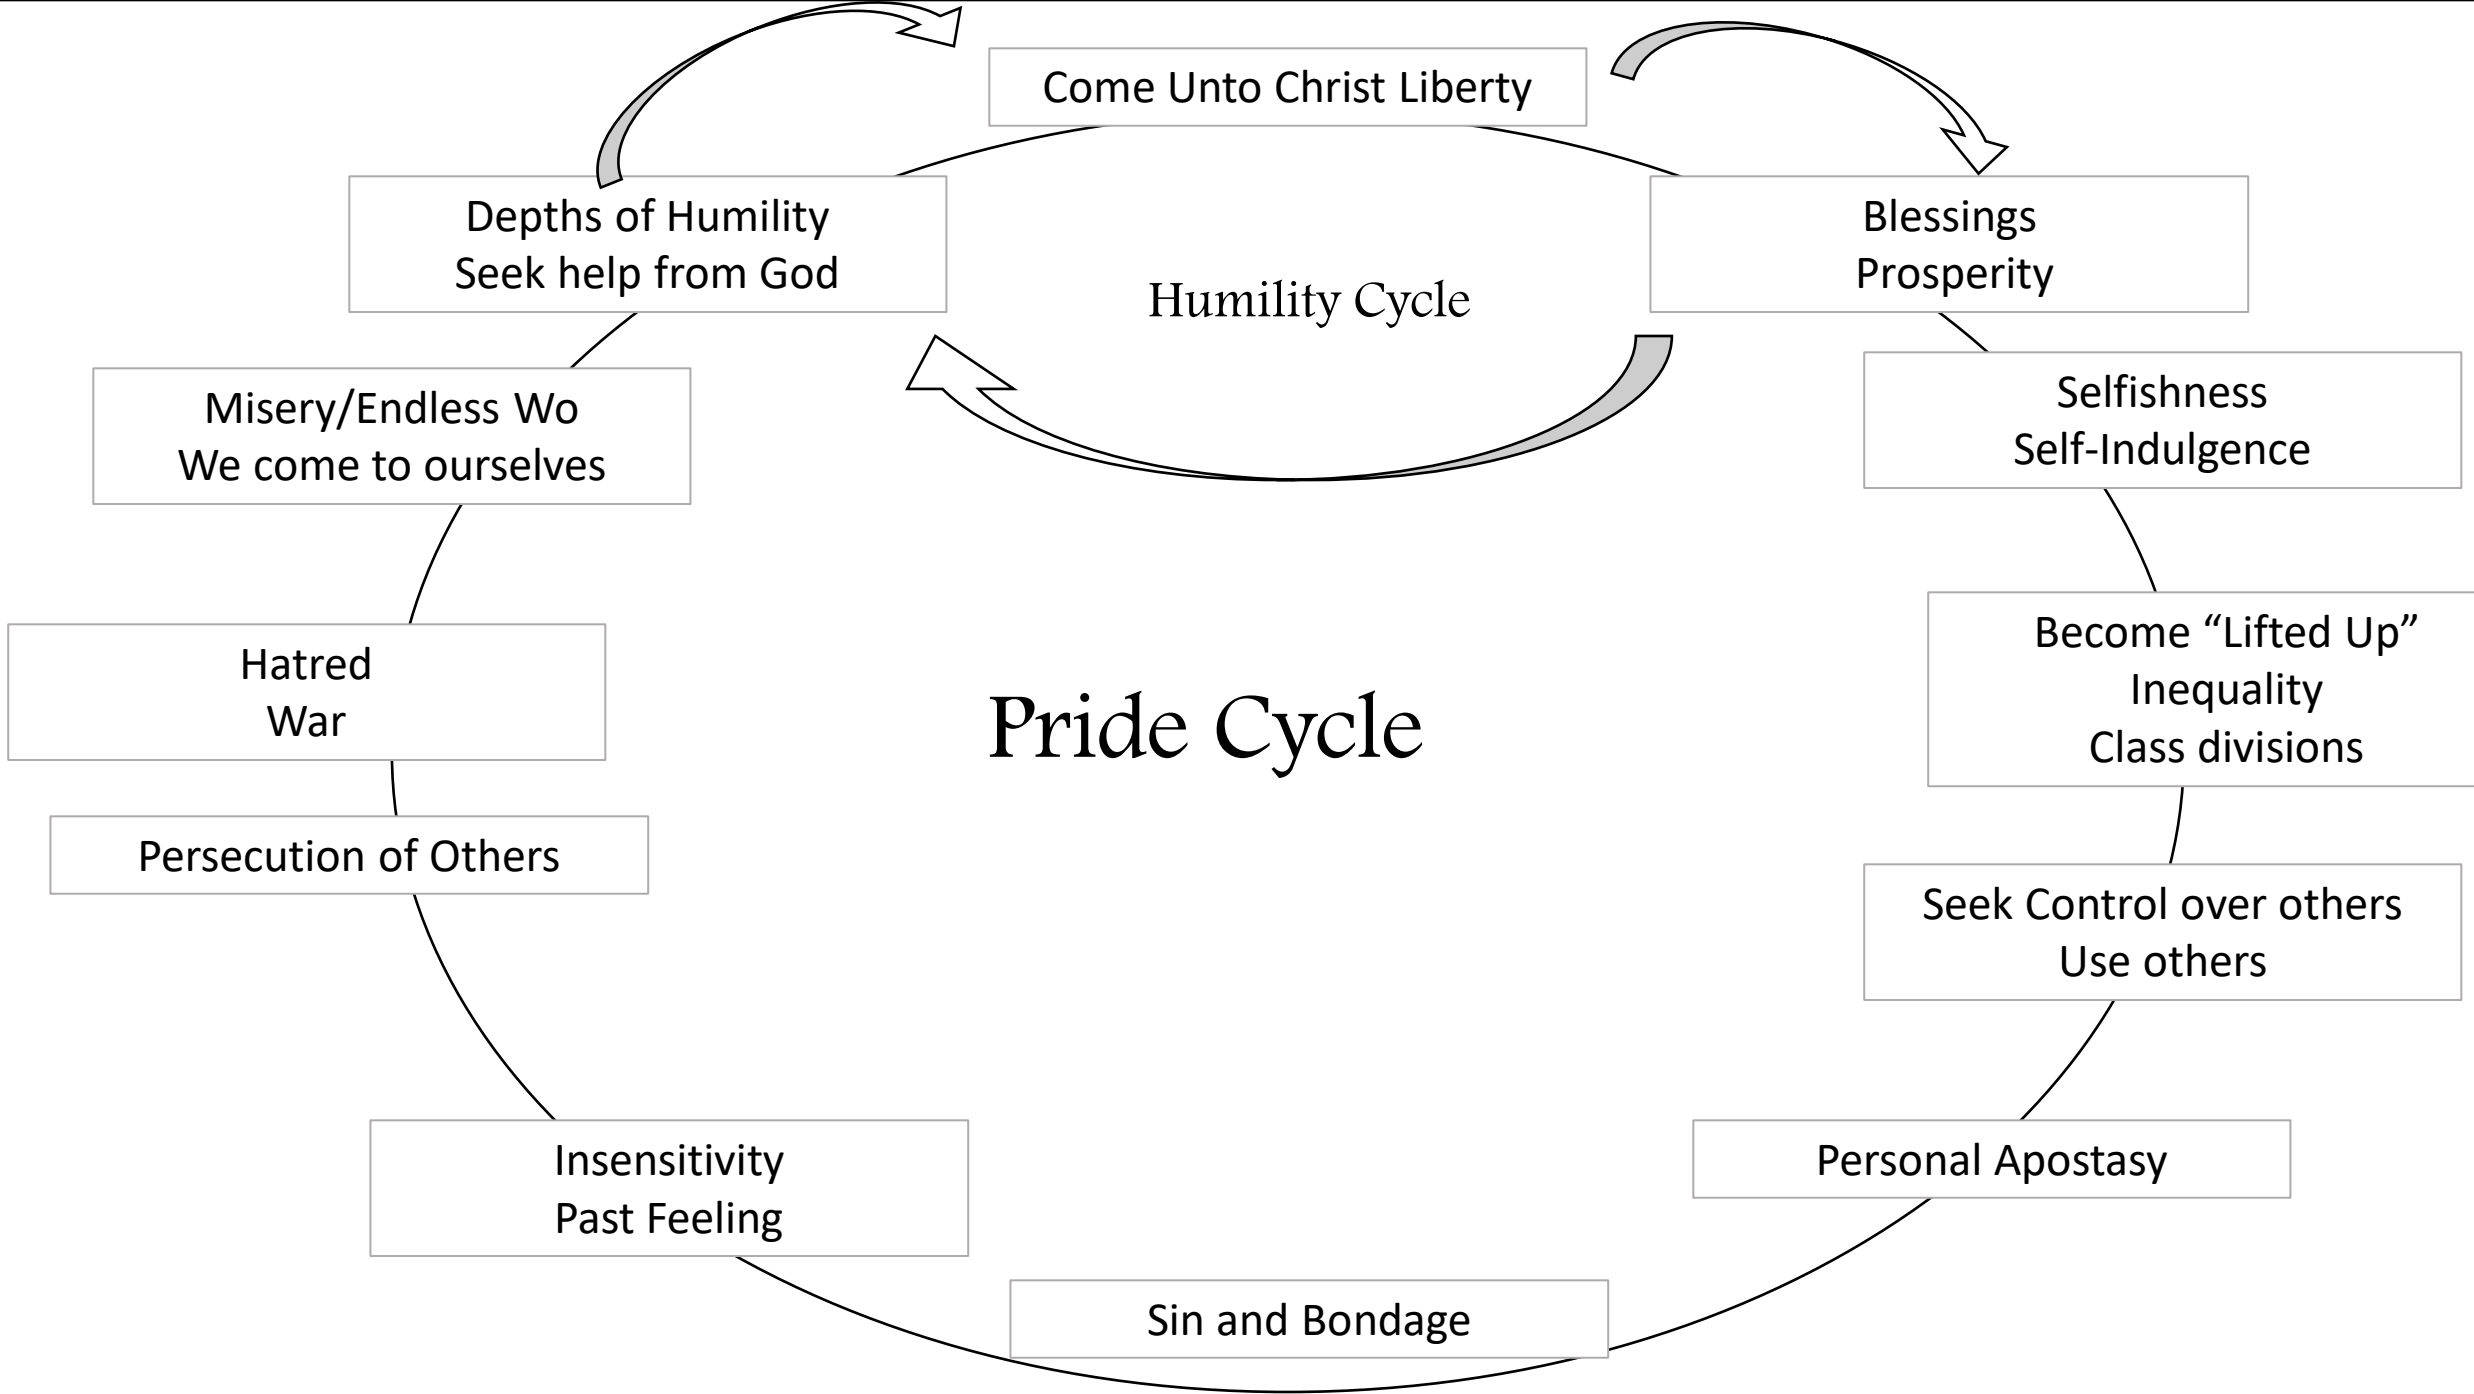 Come Unto Christ Liberty
Depths of Humility
Seek help from God
Blessings
Prosperity
Humility Cycle
Misery/Endless Wo
We come to ourselves
Selfishness
Self-Indulgence
Hatred
War
Pride Cycle
Become “Lifted Up”
Inequality
Class divisions
Persecution of Others
Seek Control over others
Use others
Insensitivity
Past Feeling
Personal Apostasy
Sin and Bondage